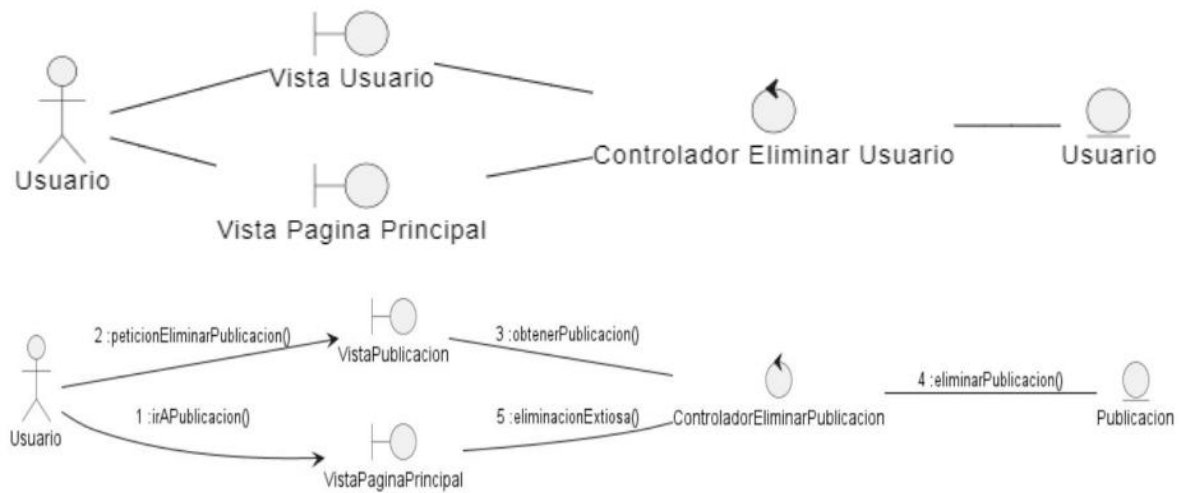 Vista Usuario
Usuario
Controlador Eliminar Usuario
Usuario
Vista Pagina Principal
2 :peticionEliminarPublicacion()
3 :obtenerPublicacion()
VistaPublicacion
4 :eliminarPublicacion()
1 :irAPublicacion()
5 :eliminacionExtiosa()
ControladorEliminarPublicacion
Publicacion
Usuario
VistaPaginaPrincipal